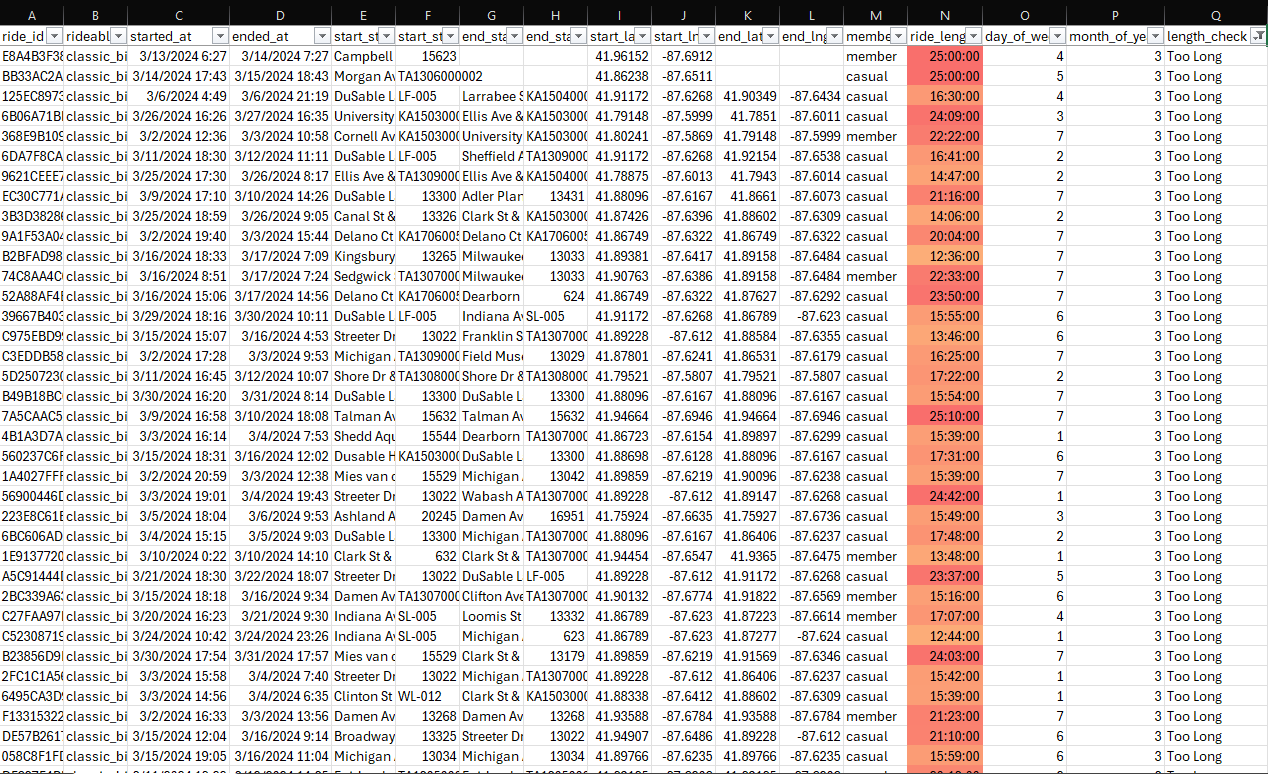 A B C D E F G H I J K L M N O P Q
ride_id rideabl started_at ended_at start_st start_st end_sta end_sta start_la start_ln end_lat end_lng membe ride_leng day_of_we month_of_ye length_check
E8A4B3F38 classic_bi 3/13/2024 6:27 3/14/2024 7:27 Campbell 15623 41.96152 -87.6912 member 25:00:00 4 3 Too Long
BB33AC2A classic_bi 3/14/2024 17:43 3/15/2024 18:43 Morgan Av TA1306000002 41.86238 -87.6511 casual 25:00:00 5 3 Too Long
125EC8973 classic_bi 3/6/2024 4:49 3/6/2024 21:19 DuSable L LF-005 Larrabee S KA1504000 41.91172 -87.6268 41.90349 -87.6434 casual 16:30:00 4 3 Too Long
6B06A71B classic_bi 3/26/2024 16:26 3/27/2024 16:35 University KA1503000 Ellis Ave & KA1504000 41.79148 -87.5999 41.7851 -87.6011 casual 24:09:00 3 3 Too Long
368E9B109 classic_bi 3/2/2024 12:36 3/3/2024 10:58 Cornell Av KA1503000 University KA1503000 41.80241 -87.5869 41.79148 -87.5999 member 22:22:00 7 3 Too Long
6DA7F8CA classic_bi 3/11/2024 18:30 3/12/2024 11:11 DuSable L LF-005 Sheffield A TA1309000 41.91172 -87.6268 41.92154 -87.6538 casual 16:41:00 2 3 Too Long
9621CEEE7 classic_bi 3/25/2024 17:30 3/26/2024 8:17 Ellis Ave & TA1309000 Ellis Ave & KA1504000 41.78875 -87.6013 41.7943 -87.6014 casual 14:47:00 2 3 Too Long
EC30C771 classic_bi 3/9/2024 17:10 3/10/2024 14:26 DuSable L 13300 Adler Plan 13431 41.88096 -87.6167 41.8661 -87.6073 casual 21:16:00 7 3 Too Long
3B3D38286 classic_bi 3/25/2024 18:59 3/26/2024 9:05 Canal St & 13326 Clark St & KA1503000 41.87426 -87.6396 41.88602 -87.6309 casual 14:06:00 2 3 Too Long
9A1F53A04 classic_bi 3/2/2024 19:40 3/3/2024 15:44 Delano Ct KA1706005 Delano Ct KA1706005 41.86749 -87.6322 41.86749 -87.6322 casual 20:04:00 7 3 Too Long
B2BFAD98 classic_bi 3/16/2024 18:33 3/17/2024 7:09 Kingsbury 13265 Milwaukee 13033 41.89381 -87.6417 41.89158 -87.6484 casual 12:36:00 7 3 Too Long
74C8AA4C classic_bi 3/16/2024 8:51 3/17/2024 7:24 Sedgwick TA1307000 Milwaukee 13033 41.90763 -87.6386 41.89158 -87.6484 member 22:33:00 7 3 Too Long
52A88AF4 classic_bi 3/16/2024 15:06 3/17/2024 14:56 Delano Ct KA1706005 Dearborn 624 41.86749 -87.6322 41.87627 -87.6292 casual 23:50:00 7 3 Too Long
39667B403 classic_bi 3/29/2024 18:16 3/30/2024 10:11 DuSable L LF-005 Indiana Av SL-005 41.91172 -87.6268 41.86789 -87.623 casual 15:55:00 6 3 Too Long
C975EBD9 classic_bi 3/15/2024 15:07 3/16/2024 4:53 Streeter Dr 13022 Franklin S TA1307000 41.89228 -87.612 41.88584 -87.6355 casual 13:46:00 6 3 Too Long
C3EDDB58 classic_bi 3/2/2024 17:28 3/3/2024 9:53 Michigan TA1309000 Field Muse 13029 41.87801 -87.6241 41.86531 -87.6179 casual 16:25:00 7 3 Too Long
5D2507230 classic_bi 3/11/2024 16:45 3/12/2024 10:07 Shore Dr & TA1308000 Shore Dr & TA1308000 41.79521 -87.5807 41.79521 -87.5807 casual 17:22:00 2 3 Too Long
B49B18BC classic_bi 3/30/2024 16:20 3/31/2024 8:14 DuSable L 13300 DuSable L 13300 41.88096 -87.6167 41.88096 -87.6167 casual 15:54:00 7 3 Too Long
7A5CAAC5 classic_bi 3/9/2024 16:58 3/10/2024 18:08 Talman Av 15632 Talman Av 15632 41.94664 -87.6946 41.94664 -87.6946 casual 25:10:00 7 3 Too Long
4B1A3D7A classic_bi 3/3/2024 16:14 3/4/2024 7:53 Shedd Aqu 15544 Dearborn TA1307000 41.86723 -87.6154 41.89897 -87.6299 casual 15:39:00 1 3 Too Long
560237C6F classic_bi 3/15/2024 18:31 3/16/2024 12:02 Dusable H KA1503000 DuSable L 13300 41.88698 -87.6128 41.88096 -87.6167 casual 17:31:00 6 3 Too Long
1A4027FFF classic_bi 3/2/2024 20:59 3/3/2024 12:38 Mies van d 15529 Michigan 13042 41.89859 -87.6219 41.90096 -87.6238 casual 15:39:00 7 3 Too Long
56900446D classic_bi 3/3/2024 19:01 3/4/2024 19:43 Streeter Dr 13022 Wabash A TA1307000 41.89228 -87.612 41.89147 -87.6268 casual 24:42:00 1 3 Too Long
223E8C61 classic_bi 3/5/2024 18:04 3/6/2024 9:53 Ashland A 20245 Damen Av 16951 41.75924 -87.6635 41.75927 -87.6736 casual 15:49:00 3 3 Too Long
6BC606AD classic_bi 3/4/2024 15:15 3/5/2024 9:03 DuSable L 13300 Michigan TA1307000 41.88096 -87.6167 41.86406 -87.6237 casual 17:48:00 2 3 Too Long
1E9137720 classic_bi 3/10/2024 0:22 3/10/2024 14:10 Clark St & 632 Clark St & TA1307000 41.94454 -87.6547 41.9365 -87.6475 member 13:48:00 1 3 Too Long
A5C91444 classic_bi 3/21/2024 18:30 3/22/2024 18:07 Streeter Dr 13022 DuSable L LF-005 41.89228 -87.612 41.91172 -87.6268 casual 23:37:00 5 3 Too Long
2BC339A63 classic_bi 3/15/2024 18:18 3/16/2024 9:34 Damen Av TA1307000 Clifton Ave TA1307000 41.90132 -87.6774 41.91822 -87.6569 member 15:16:00 6 3 Too Long
C27FAA97 classic_bi 3/20/2024 16:23 3/21/2024 9:30 Indiana Av SL-005 Loomis St 13332 41.86789 -87.623 41.87223 -87.6614 member 17:07:00 4 3 Too Long
C52308719 classic_bi 3/24/2024 10:42 3/24/2024 23:26 Indiana Av SL-005 Michigan 623 41.86789 -87.623 41.87277 -87.624 casual 12:44:00 1 3 Too Long
B23856D9 classic_bi 3/30/2024 17:54 3/31/2024 17:57 Mies van d 15529 Clark St & 13179 41.89859 -87.6219 41.91569 -87.6346 casual 24:03:00 7 3 Too Long
2FC1C1A56 classic_bi 3/3/2024 15:58 3/4/2024 7:40 Streeter Dr 13022 Michigan TA1307000 41.89228 -87.612 41.86406 -87.6237 casual 15:42:00 1 3 Too Long
6495CA3D classic_bi 3/3/2024 14:56 3/4/2024 6:35 Clinton St WL-012 Clark St & KA1503000 41.88338 -87.6412 41.88602 -87.6309 casual 15:39:00 1 3 Too Long
F13315322 classic_bi 3/2/2024 16:33 3/3/2024 13:56 Damen Av 13268 Damen Av 13268 41.93588 -87.6784 41.93588 -87.6784 member 21:23:00 7 3 Too Long
DE57B261 classic_bi 3/15/2024 12:04 3/16/2024 9:14 Broadway 13325 Streeter Dr 13022 41.94907 -87.6486 41.89228 -87.612 casual 21:10:00 6 3 Too Long
058C8F1FD classic_bi 3/15/2024 19:05 3/16/2024 11:04 Michigan 13034 Michigan 13034 41.89766 -87.6235 41.89766 -87.6235 casual 15:59:00 6 3 Too Long